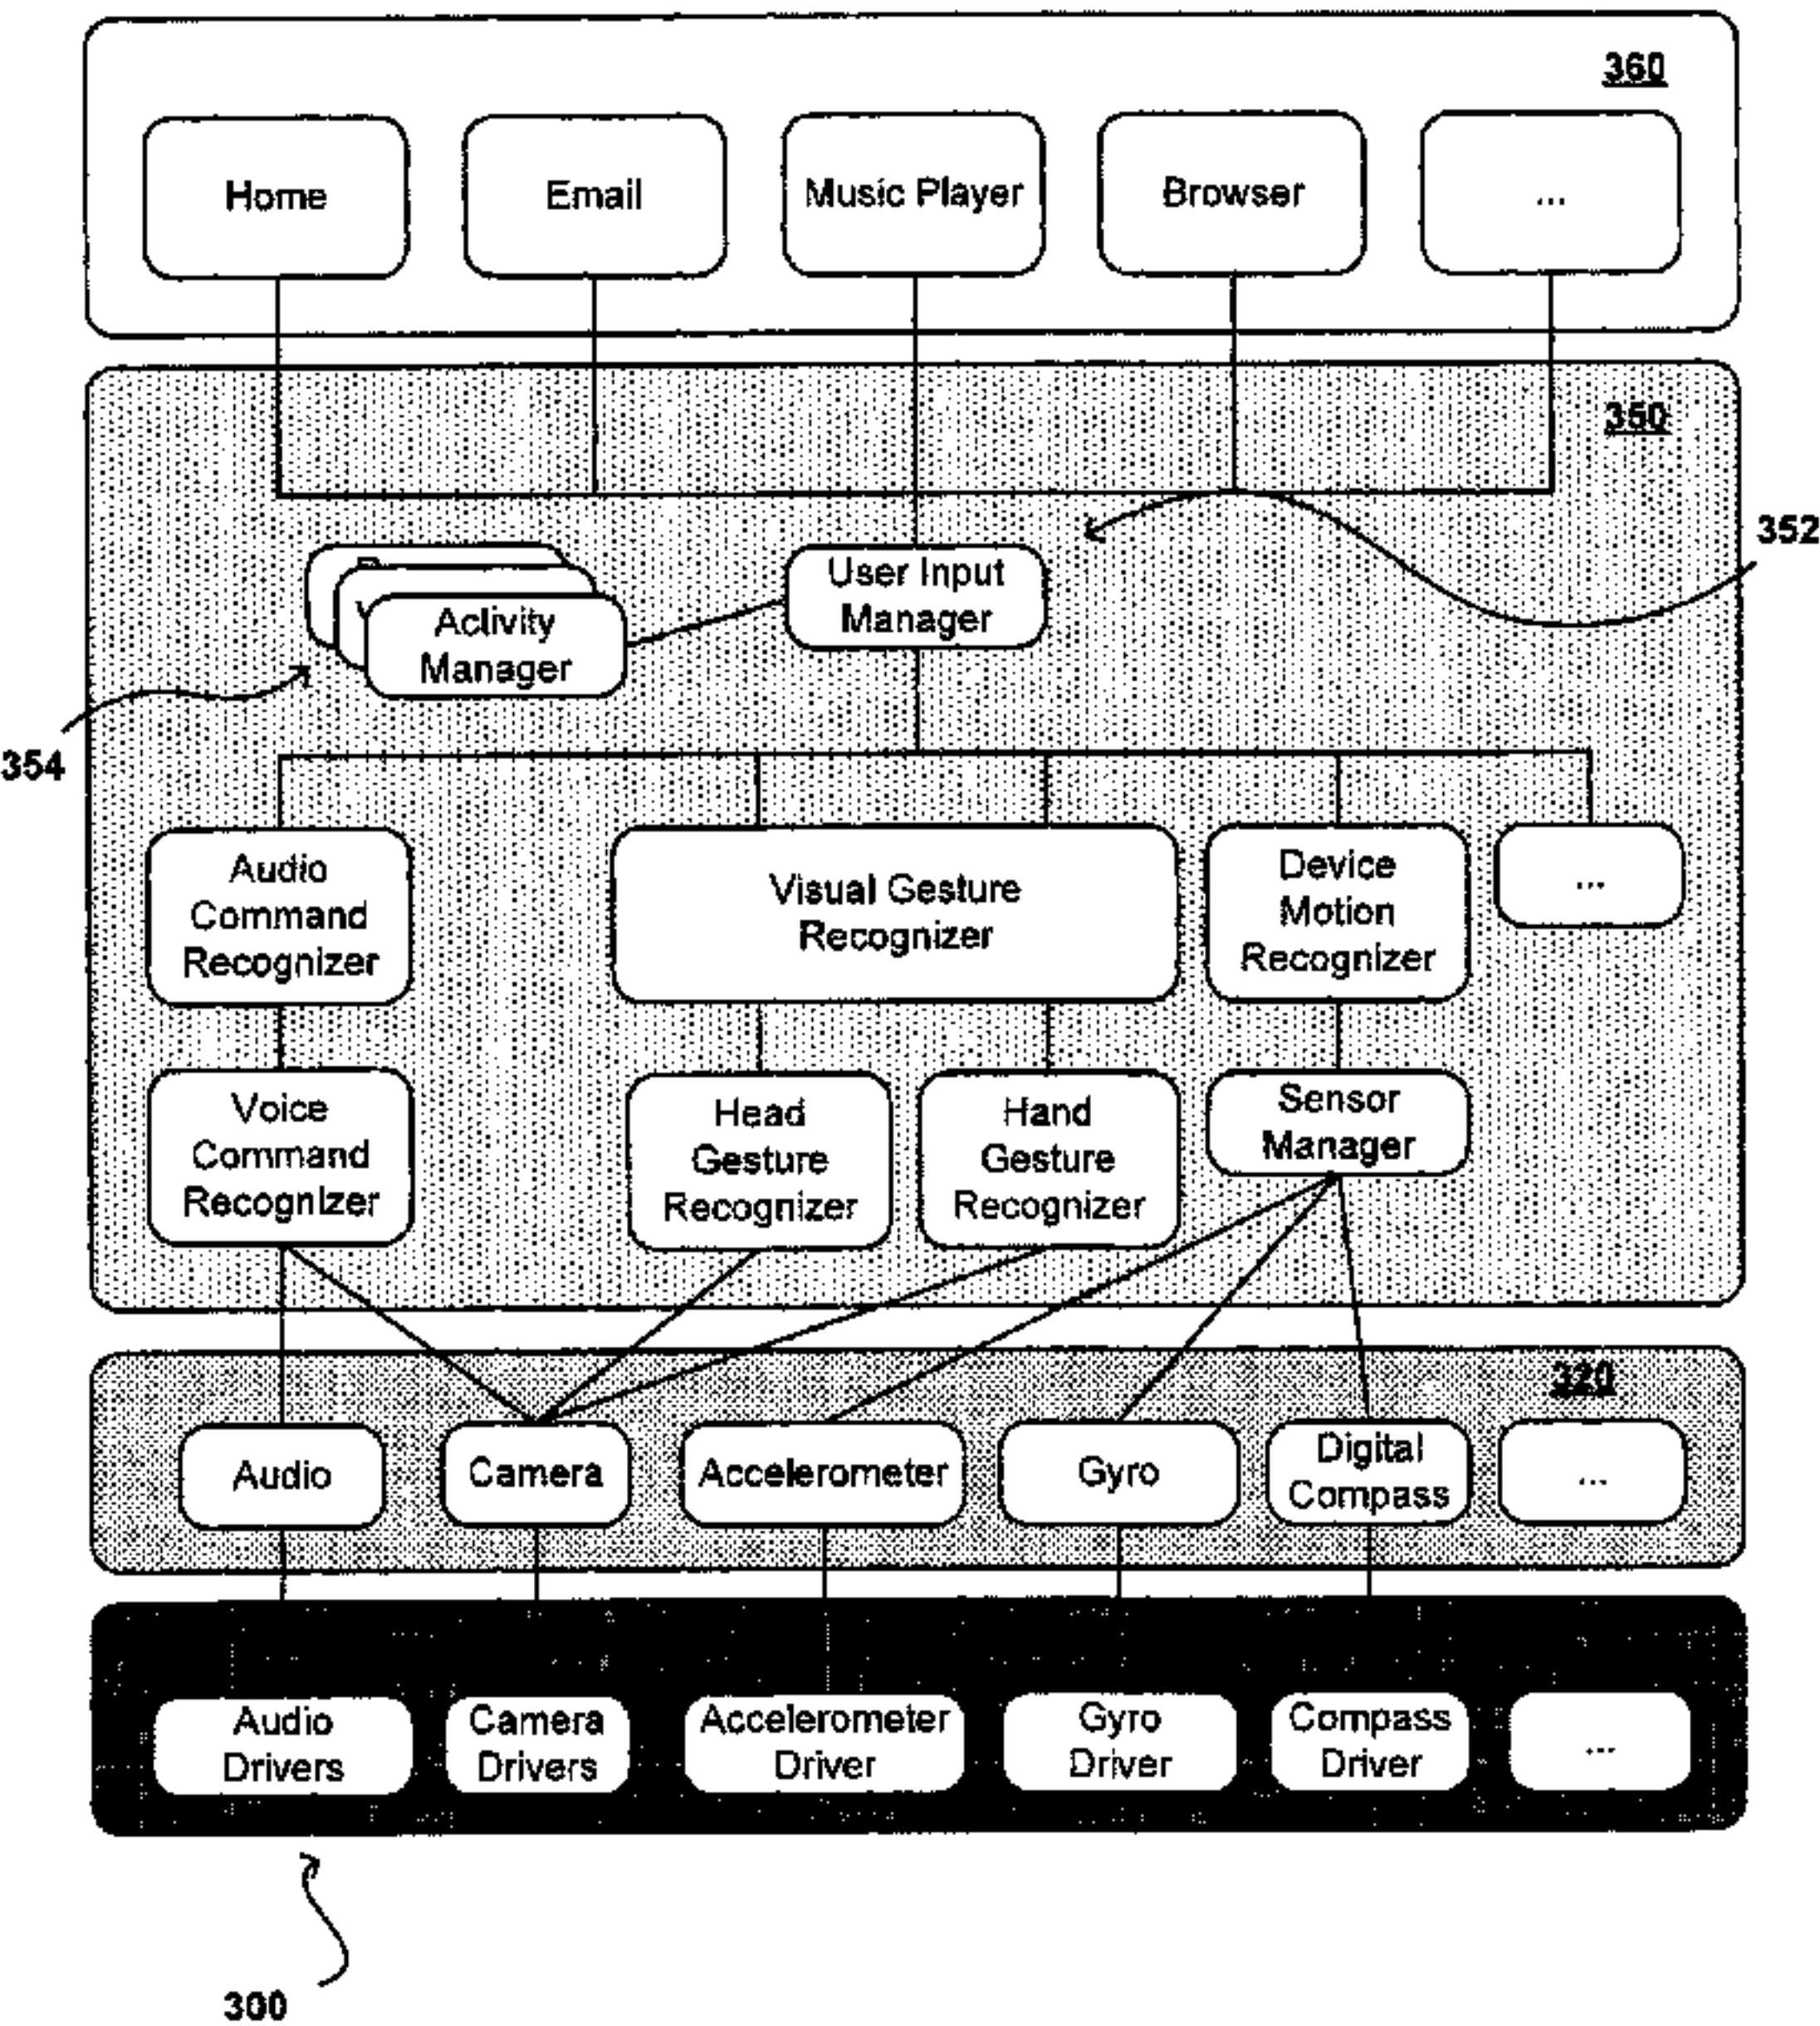 360
Home
Email
Music Player
Browser
...
350
352
User Input
Manager
Activity
Manager
354
Audio
Command
Recognizer
Visual Gesture
Recognizer
Device
Motion
Recognizer
...
Voice
Command
Recognizer
Head
Gesture
Recognizer
Hand
Gesture
Recognizer
Sensor
Manager
320
Audio
Camera
Accelerometer
Gyro
Digital
Compass
...
Audio
Drivers
Camera
Drivers
Accelerometer
Driver
Gyro
Driver
Compass
Driver
...
300